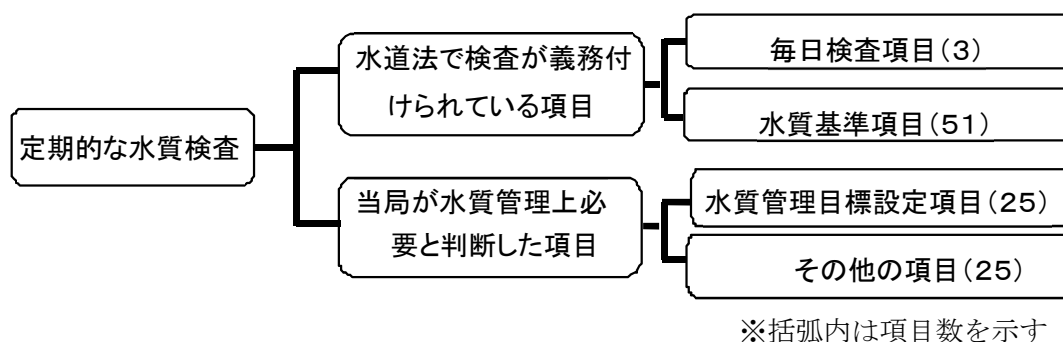 定期的な水質検査
水道法で検査が義務付
けられている項目
毎日検査項目(3)
水質基準項目(51)
当局が水質管理上必
要と判断した項目
水質管理目標設定項目(25)
その他の項目(25)
※括弧内は項目数を示す